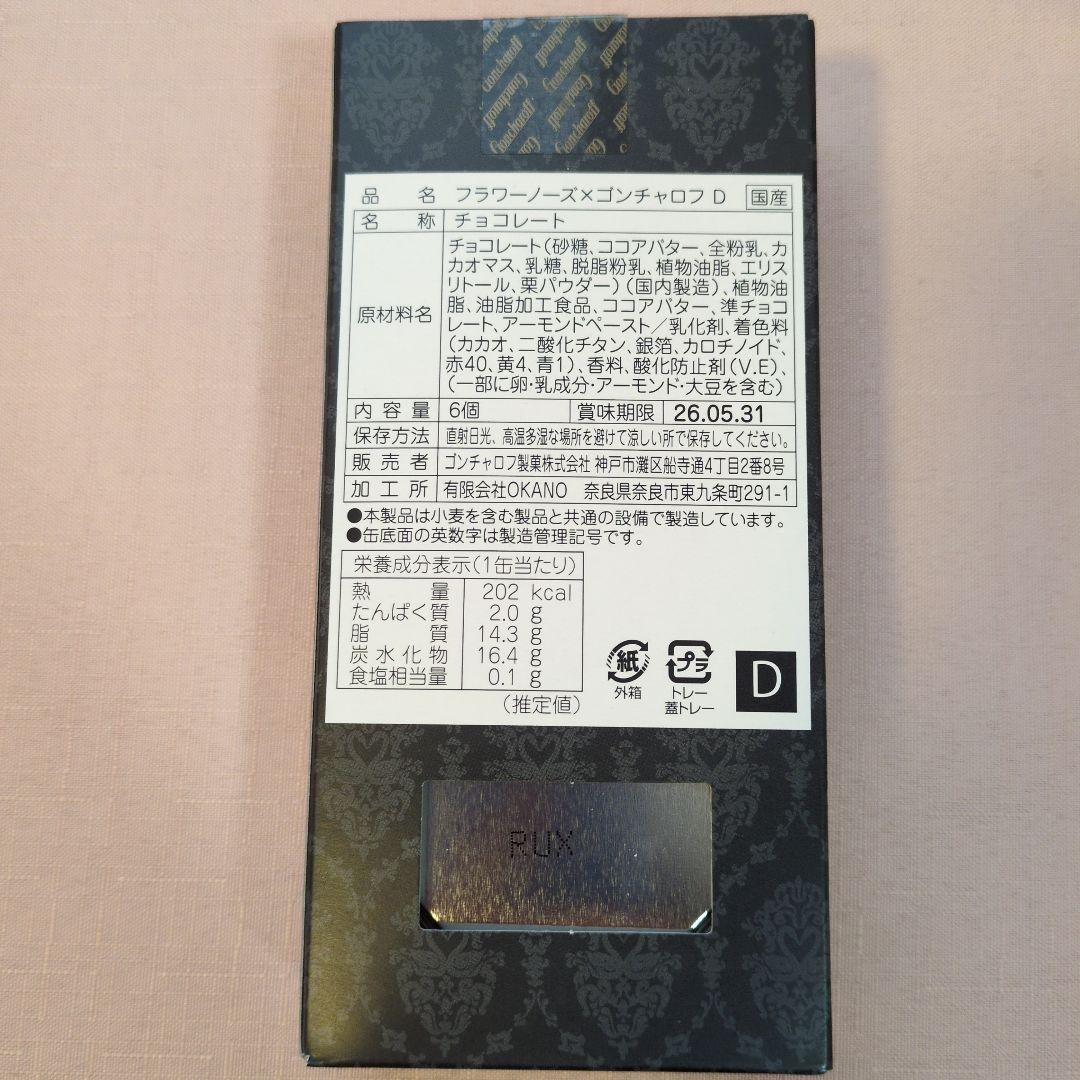 Goncharoff
Goncharoff
Goncharoff
Goncharoff
品名 フラワーノーズ×ゴンチャロフ D 国産
名称 チョコレート
原材料名
チョコレート(砂糖、ココアバター、全粉乳、カ
カオマス、乳糖、脱脂粉乳、植物油脂、エリス
リトール、栗パウダー)(国内製造)、植物油
脂、油脂加工食品、ココアバター、準チョコ
レート、アーモンドペースト/乳化剤、着色料
(カカオ、二酸化チタン、銀箔、カロチノイド、
赤40、黄4、青1)、香料、酸化防止剤(V.E)、
(一部に卵・乳成分・アーモンド・大豆を含む)
内容量 6個 賞味期限 26.05.31
保存方法 直射日光、高温多湿な場所を避けて涼しい所で保存してください。
販売者 ゴンチャロフ製菓株式会社 神戸市灘区船寺通4丁目2番8号
加工所 有限会社OKANO 奈良県奈良市東九条町291-1
●本製品は小麦を含む製品と共通の設備で製造しています。
●缶底面の英数字は製造管理記号です。
栄養成分表示(1缶当たり)
熱量 202 kcal
たんぱく質 2.0 g
脂質 14.3 g
炭水化物 16.4 g
食塩相当量 0.1 g
(推定値)
紙
外箱
プラ
トレー
蓋トレー
D
RUX